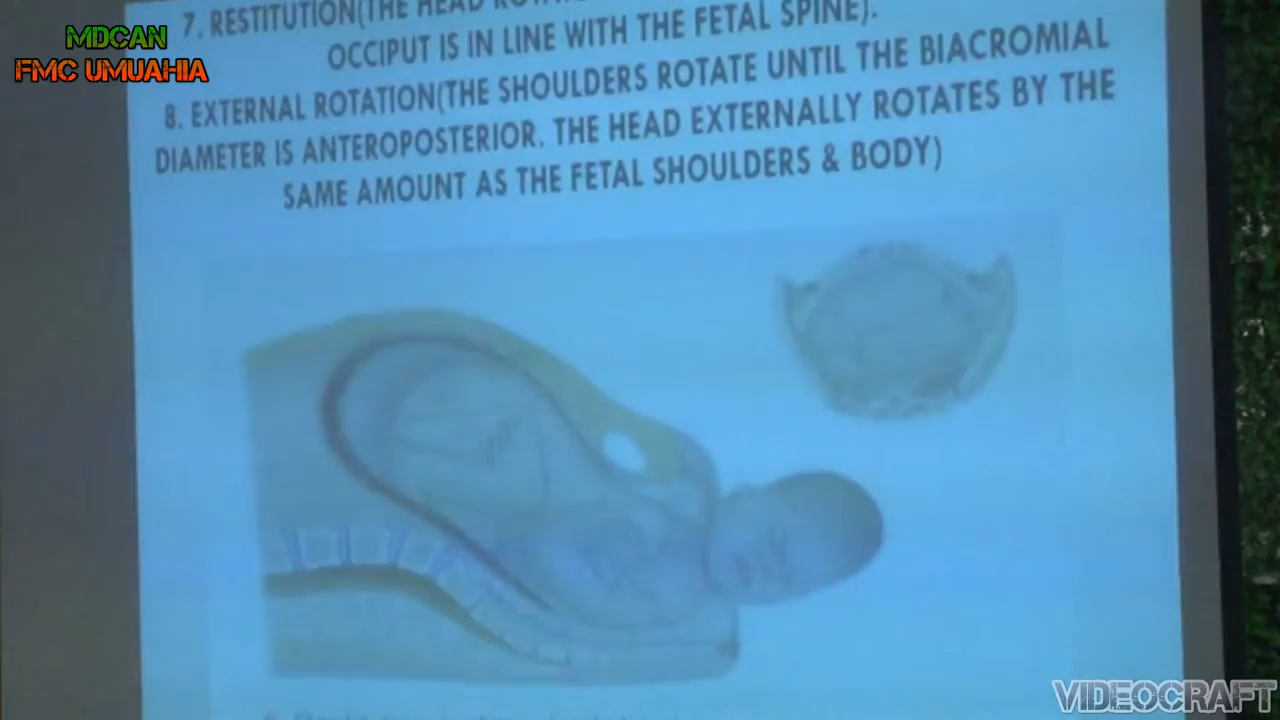 MDCAN
FMC UMUAHIA
7. RESTITUTION(THE HEAD
OCCIPUT IS IN LINE WITH THE FETAL SPINE).
8. EXTERNAL ROTATION(THE SHOULDERS ROTATE UNTIL THE BIACROMIAL
DIAMETER IS ANTEROPOSTERIOR. THE HEAD EXTERNALLY ROTATES BY THE
SAME AMOUNT AS THE FETAL SHOULDERS & BODY)
VIDEOCRAFT